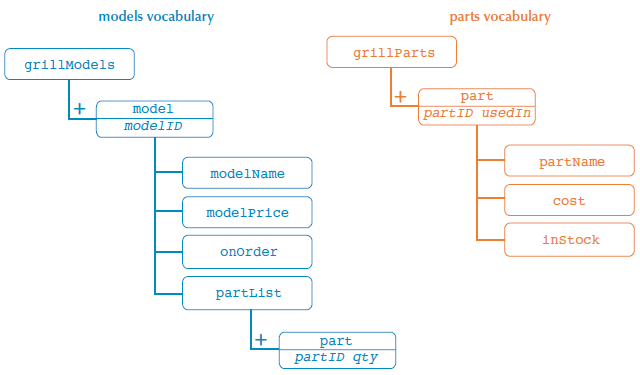 models vocabulary
grillModels
+
model
modelID
modelName
modelPrice
onOrder
partList
+
part
partID qty
parts vocabulary
grillParts
+
part
partID usedIn
partName
cost
inStock